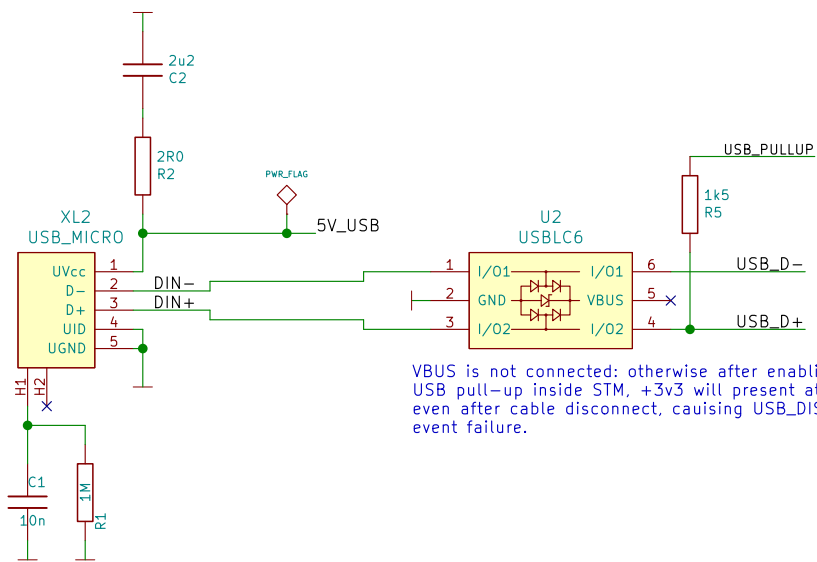 2u2
C2
2R0
R2
PWR_FLAG
5V_USB
USB_PULLUP
1k5
R5
XL2
USB_MICRO
UVcc 1
D- 2 DIN-
D+ 3 DIN+
UID 4
UGND 5
H1 H2
U2
USBLC6
1 I/O1 I/O1 6 USB_D-
2 GND VBUS 5
3 I/O2 I/O2 4 USB_D+
VBUS is not connected: otherwise after enabli
USB pull-up inside STM, +3v3 will present at
even after cable disconnect, cauising USB_DIS
event failure.
C1
10n
1M
R1